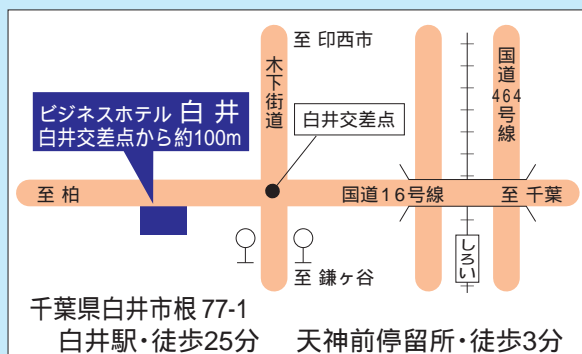 至 印西市
木下街道
国道464号線
ビジネスホテル 白 井
白井交差点から約100m
白井交差点
至 柏
国道16号線
至 千葉
しろい
至 鎌ヶ谷
千葉県白井市根 77-1
白井駅・徒歩25分 天神前停留所・徒歩3分